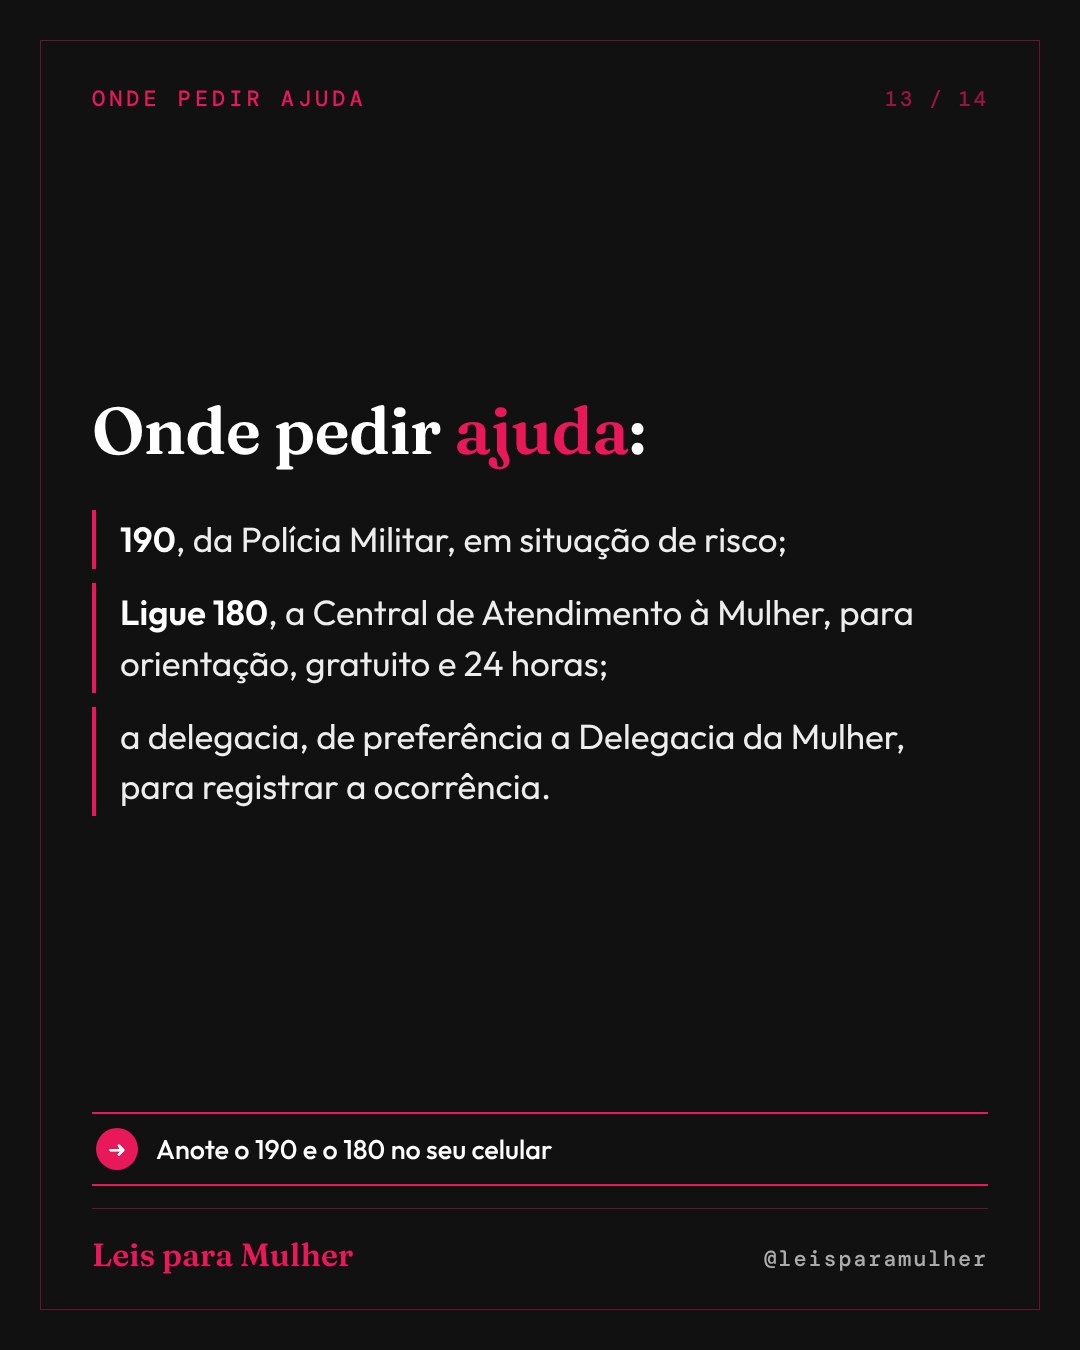 ONDE PEDIR AJUDA
13 / 14
Onde pedir ajuda:
190, da Polícia Militar, em situação de risco;
Ligue 180, a Central de Atendimento à Mulher, para
orientação, gratuito e 24 horas;
a delegacia, de preferência a Delegacia da Mulher,
para registrar a ocorrência.
Anote o 190 e o 180 no seu celular
Leis para Mulher
@leisparamulher